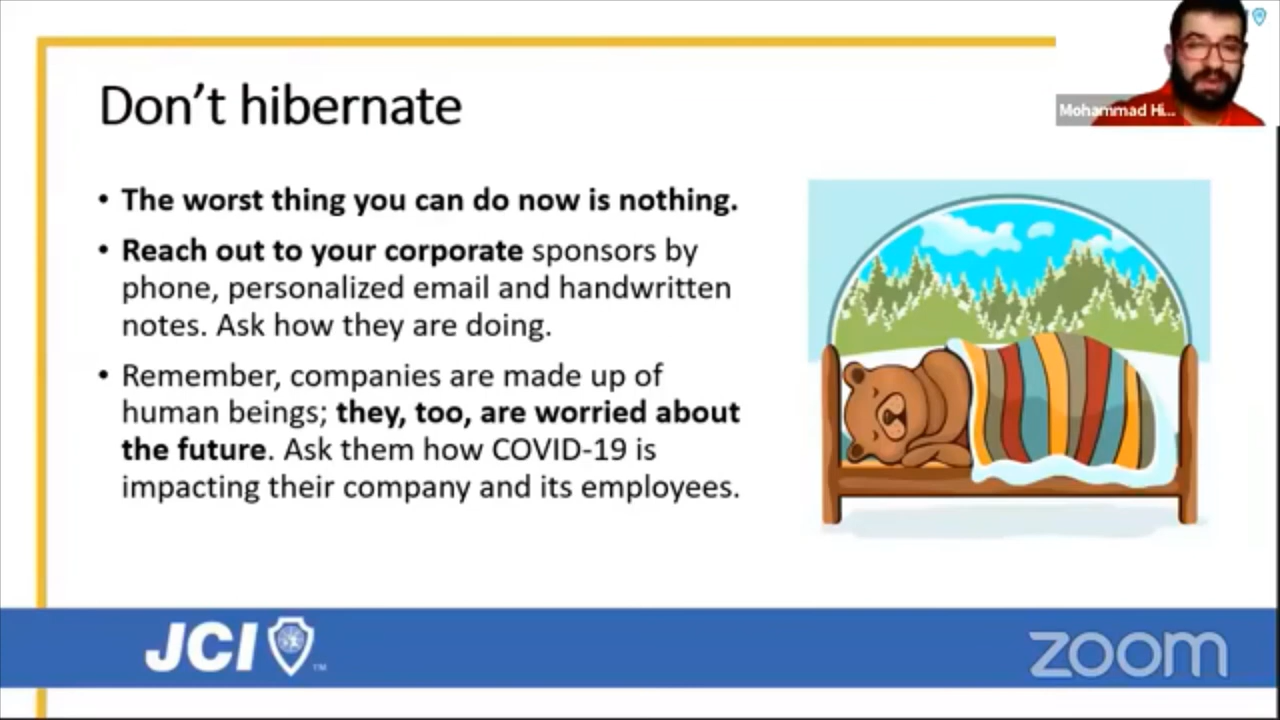 Don't hibernate
Mohammad Hi...
• The worst thing you can do now is nothing.
• Reach out to your corporate sponsors by
phone, personalized email and handwritten
notes. Ask how they are doing.
• Remember, companies are made up of
human beings; they, too, are worried about
the future. Ask them how COVID-19 is
impacting their company and its employees.
JCI ™
zoom